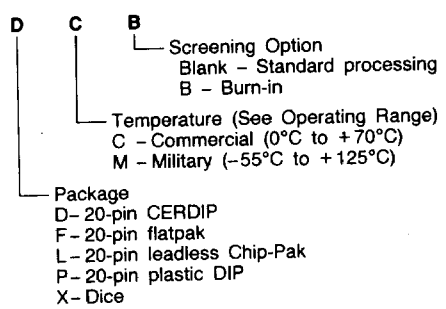 D C B
Screening Option
Blank – Standard processing
B – Burn-in
Temperature (See Operating Range)
C – Commercial (0°C to +70°C)
M – Military (–55°C to +125°C)
Package
D – 20-pin CERDIP
F – 20-pin flatpak
L – 20-pin leadless Chip-Pak
P – 20-pin plastic DIP
X – Dice